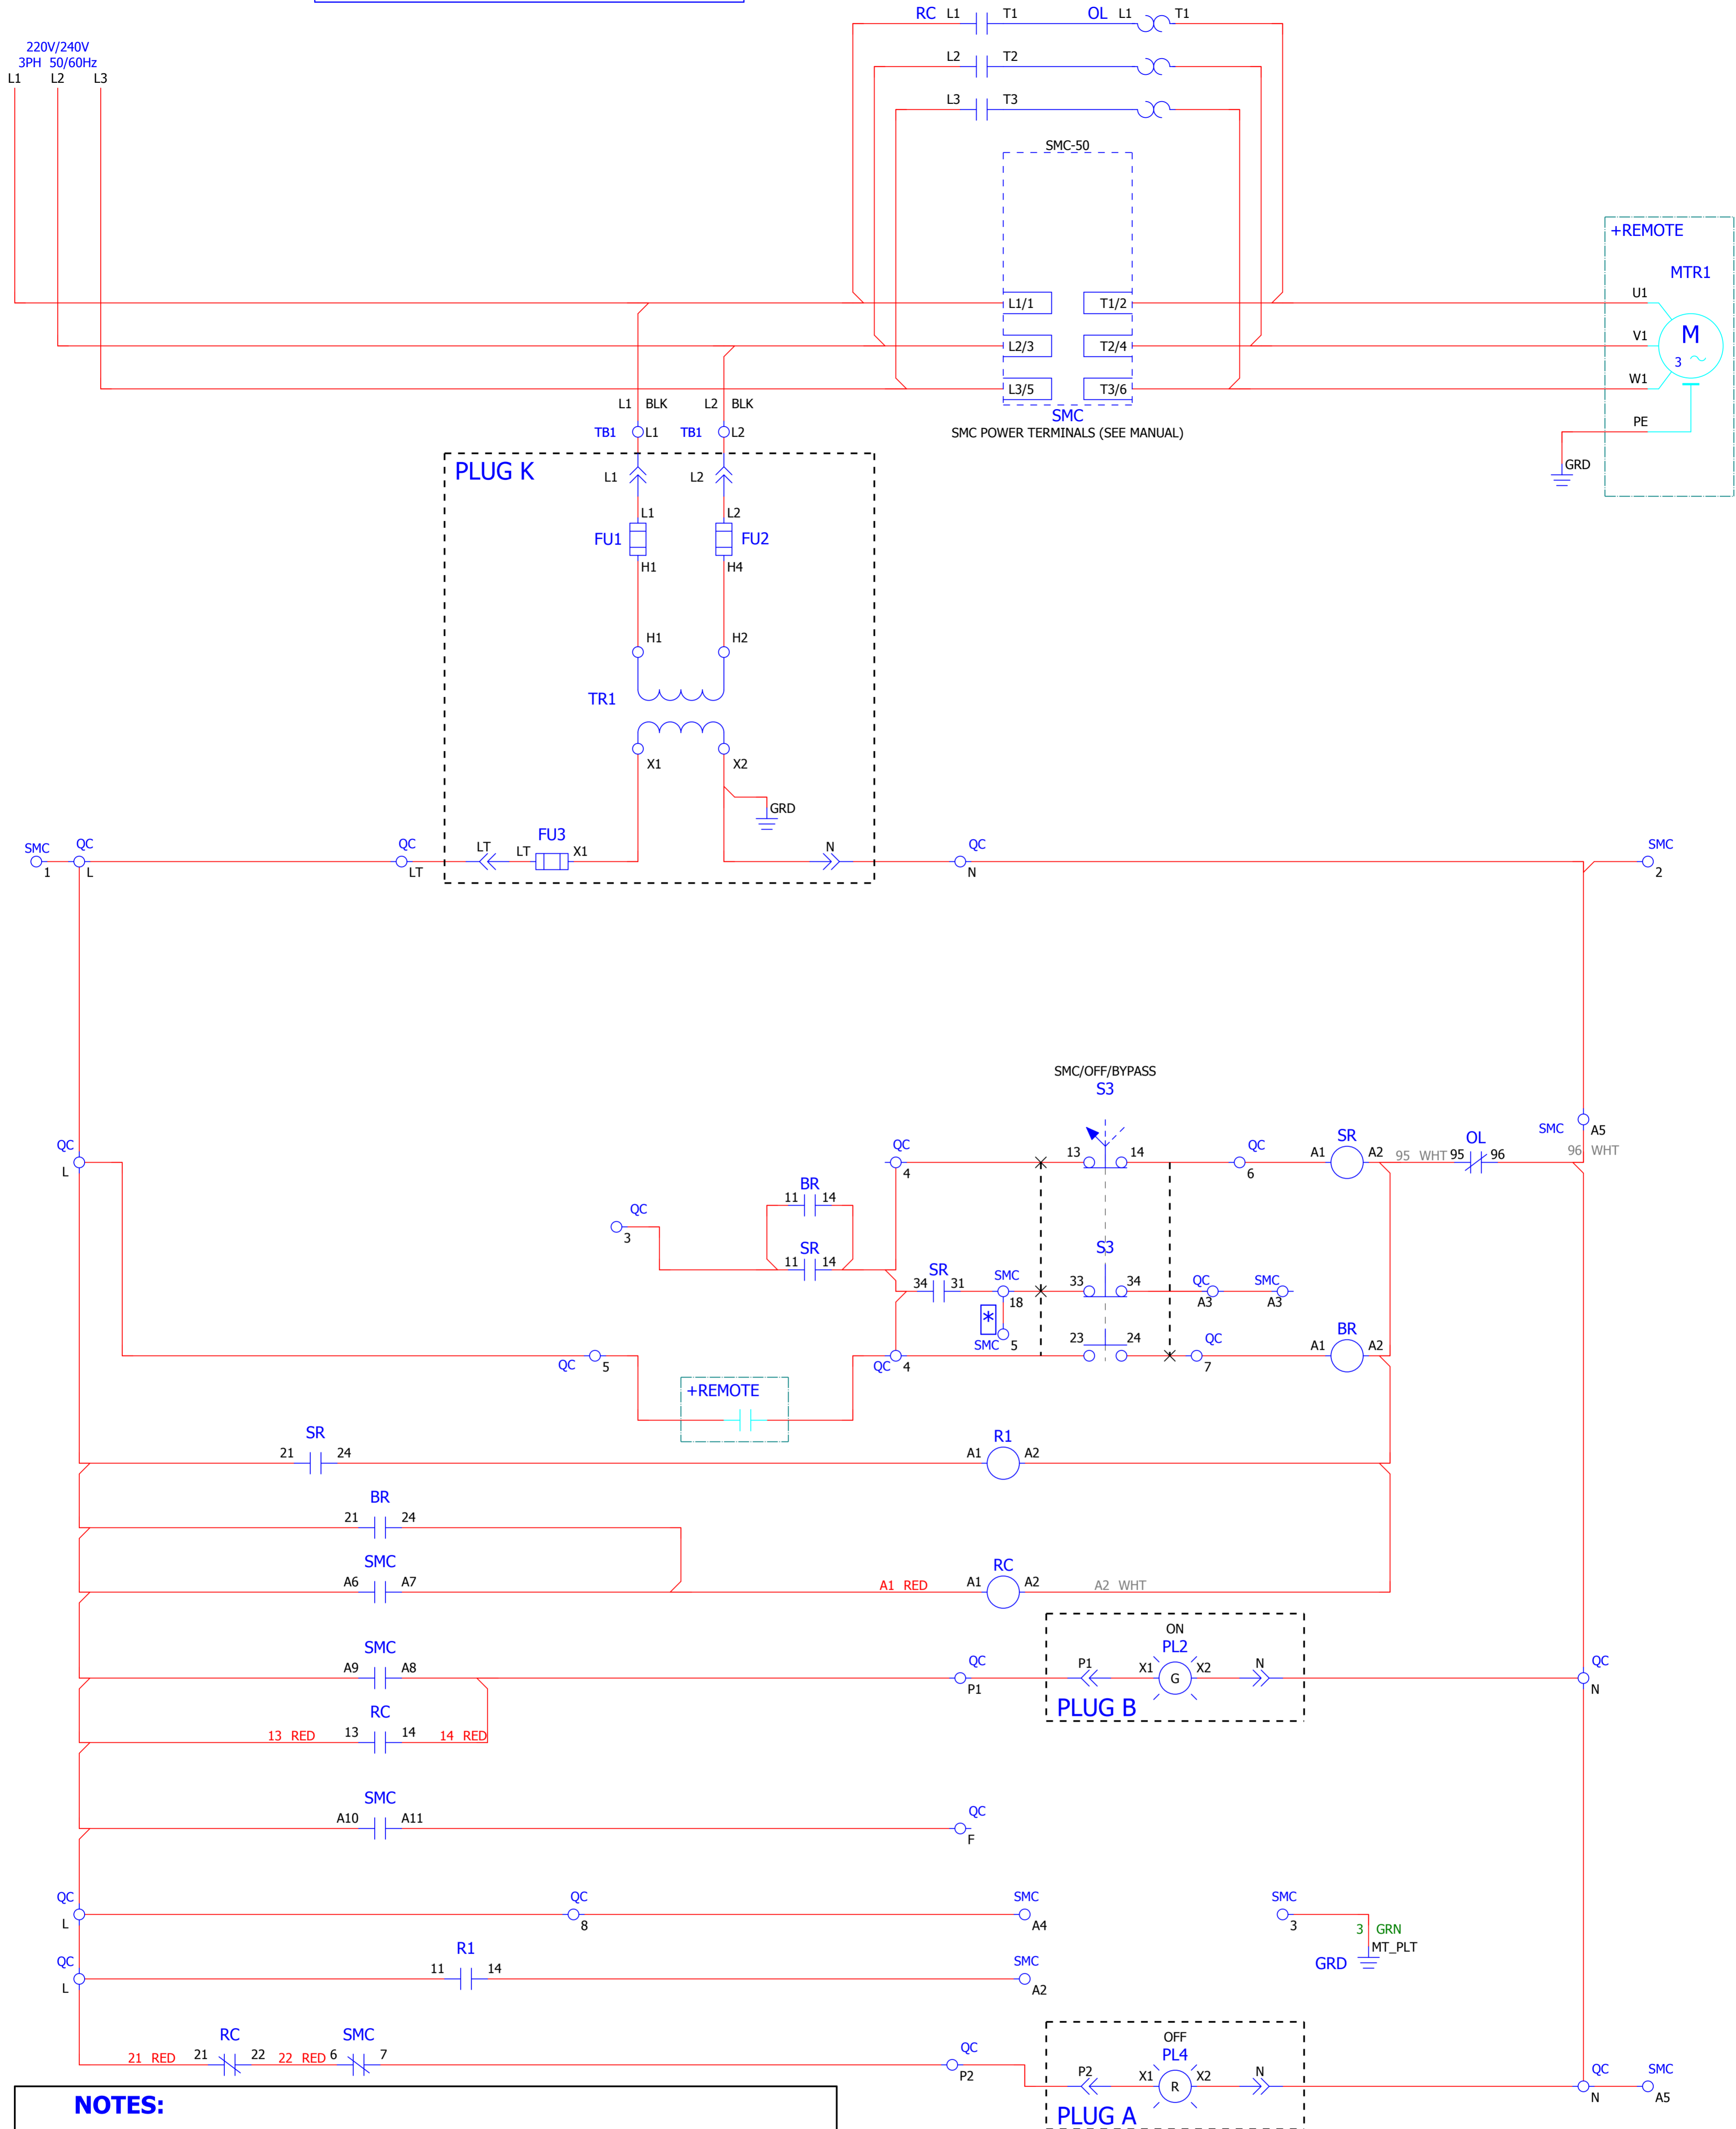 RC L1 T1 OL L1 T1
220V/240V
3PH 50/60Hz
L1 L2 L3
L2 T2
L3 T3
SMC-50
+REMOTE
MTR1
L1/1 T1/2 U1
L2/3 T2/4 V1 M
3
L3/5 T3/6 W1
L1 BLK L2 BLK
SMC
SMC POWER TERMINALS (SEE MANUAL)
PE
TB1 L1 TB1 L2
GRD
PLUG K
L1 L2
L1 L2
FU1 FU2
H1 H4
H1 H2
TR1
X1 X2
GRD
SMC QC QC LT LT FU3 X1 N QC SMC
1 L LT N 2
SMC/OFF/BYPASS
S3
SMC A5
QC QC 13 14 QC SR OL
L 4 6 A1 A2 95 WHT 95 96 96 WHT
BR
11 14
QC
3
SR
11 14
S3
SR
34 31 SMC 33 34 QC SMC
18 A3 A3
*
SMC 5
23 24 QC BR
QC 5 QC 4 7 A1 A2
+REMOTE
SR R1
21 24 A1 A2
BR
21 24
SMC RC
A6 A7 A1 RED A1 A2 A2 WHT
ON
SMC PL2
A9 A8 QC P1 X1 G X2 N QC
P1 N
PLUG B
RC
13 RED 13 14 14 RED
SMC
A10 A11 QC
F
QC QC SMC SMC
L 8 A4 3
3 GRN
MT_PLT
GRD
QC R1 SMC
L 11 14 A2
OFF
RC SMC PL4
21 RED 21 22 22 RED 6 7 QC P2 X1 R X2 N QC SMC
P2 N A5
PLUG A
NOTES: